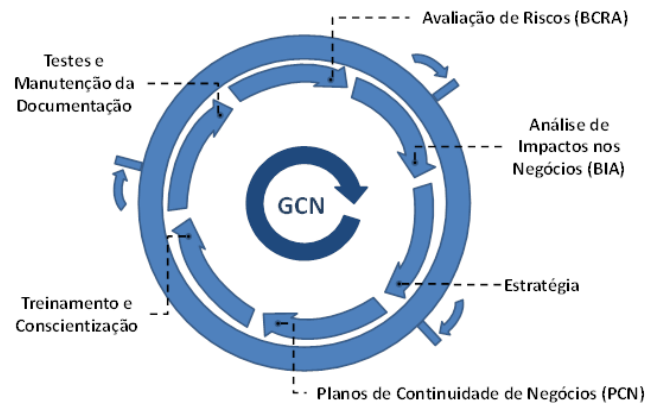 Avaliação de Riscos (BCRA)
Testes e
Manutenção da
Documentação
Análise de
Impactos nos
Negócios (BIA)
GCN
Estratégia
Treinamento e
Conscientização
Planos de Continuidade de Negócios (PCN)